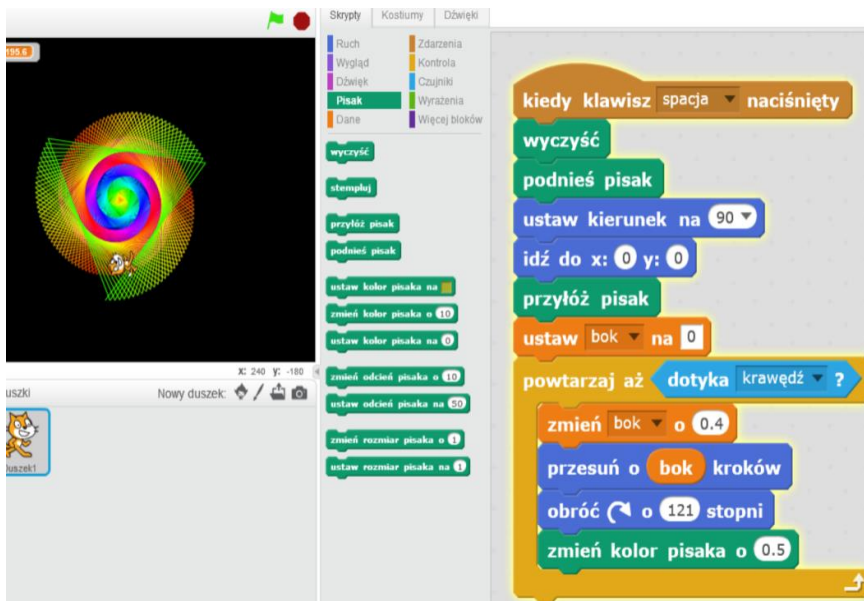 195.6
x: 240 y: -180
uszki
Nowy duszek:
Duszek1
Skrypty Kostiumy Dźwięki
Ruch Zdarzenia
Wygląd Kontrola
Dźwięk Czujniki
Pisak Wyrażenia
Dane Więcej bloków
wyczyść
stempluj
przyłóż pisak
podnieś pisak
ustaw kolor pisaka na
zmień kolor pisaka o 10
ustaw kolor pisaka na 0
zmień odcień pisaka o 10
ustaw odcień pisaka na 50
zmień rozmiar pisaka o 1
ustaw rozmiar pisaka na 1
kiedy klawisz spacja naciśnięty
wyczyść
podnieś pisak
ustaw kierunek na 90
idź do x: 0 y: 0
przyłóż pisak
ustaw bok na 0
powtarzaj aż dotyka krawędź ?
zmień bok o 0.4
przesuń o bok kroków
obróć o 121 stopni
zmień kolor pisaka o 0.5